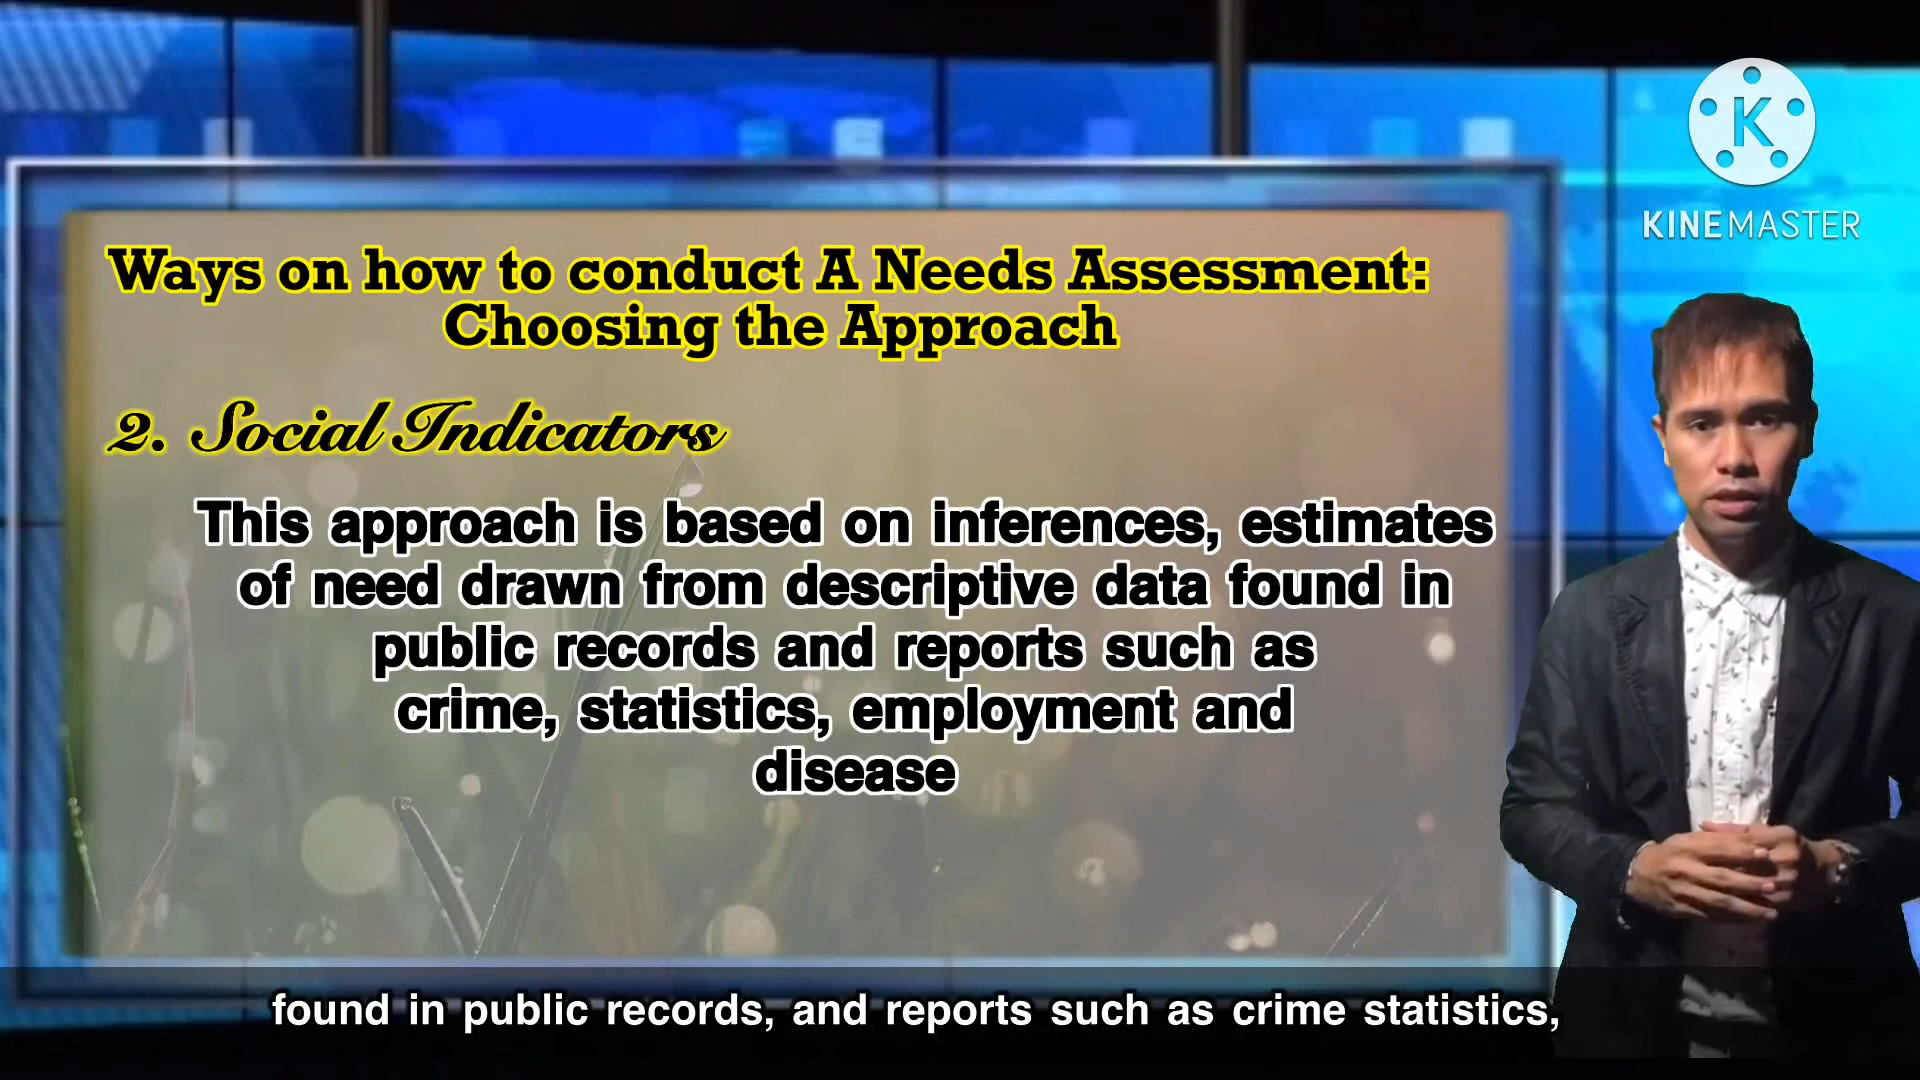 K
KINEMASTER
Ways on how to conduct A Needs Assessment:
Choosing the Approach
2. Social Indicators
This approach is based on inferences, estimates
of need drawn from descriptive data found in
public records and reports such as
crime, statistics, employment and
disease
found in public records, and reports such as crime statistics,